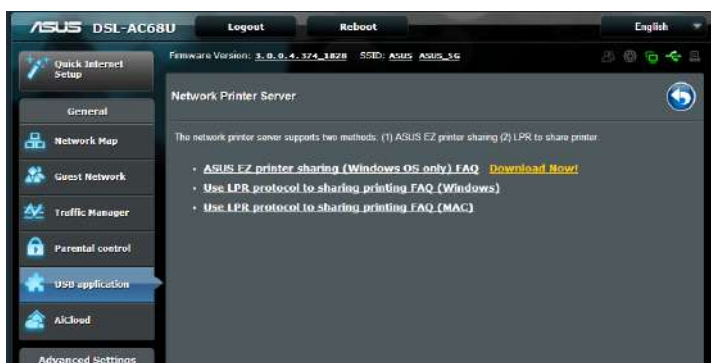 ASUS DSL-AC68U Logout Reboot English
Quick Internet Setup
Firmware Version: 3.0.0.4.374_1828 SSID: ASUS ASUS_5G
General
Network Map
Guest Network
Traffic Manager
Parental control
USB application
AiCloud
Advanced Settings
Network Printer Server
The network printer server supports two methods: (1) ASUS EZ printer sharing (2) LPR to share printer.
· ASUS EZ printer sharing (Windows OS only) FAQ Download Now!
· Use LPR protocol to sharing printing FAQ (Windows)
· Use LPR protocol to sharing printing FAQ (MAC)